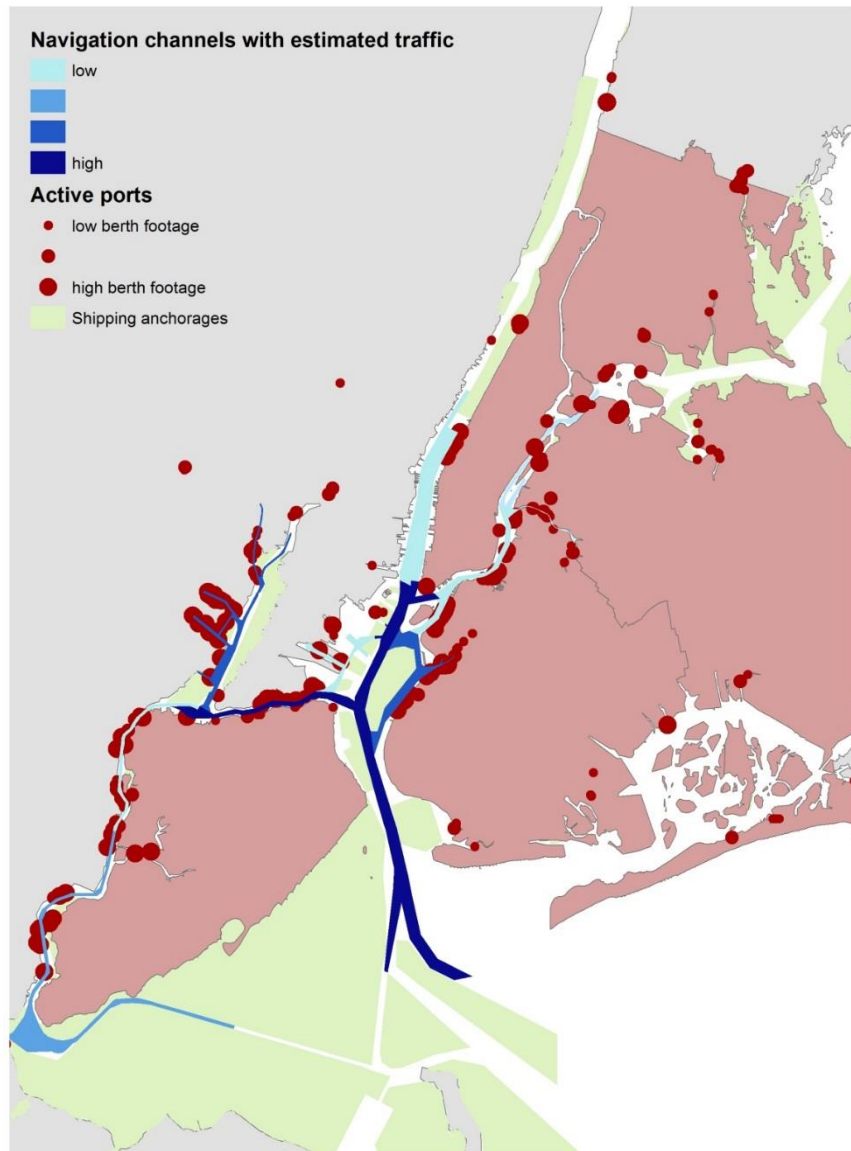 Navigation channels with estimated traffic
low
high
Active ports
low berth footage
high berth footage
Shipping anchorages